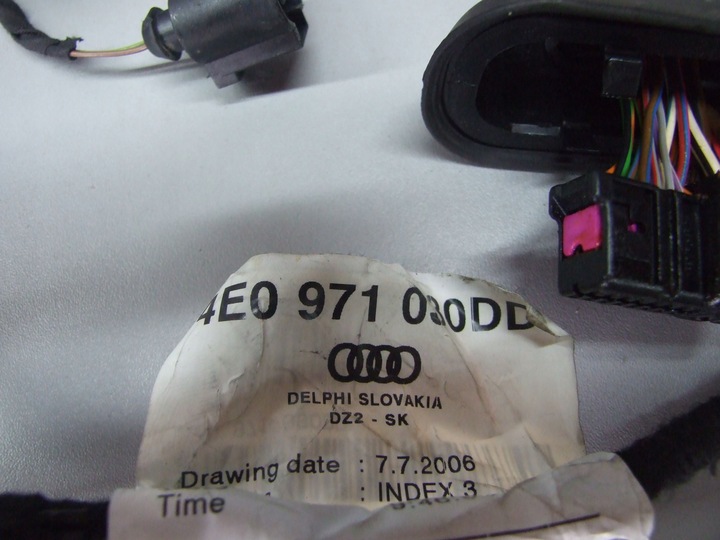 4E0 971 030DD
DELPHI SLOVAKIA
DZ2 - SK
Drawing date : 7.7.2006
: INDEX 3
Time